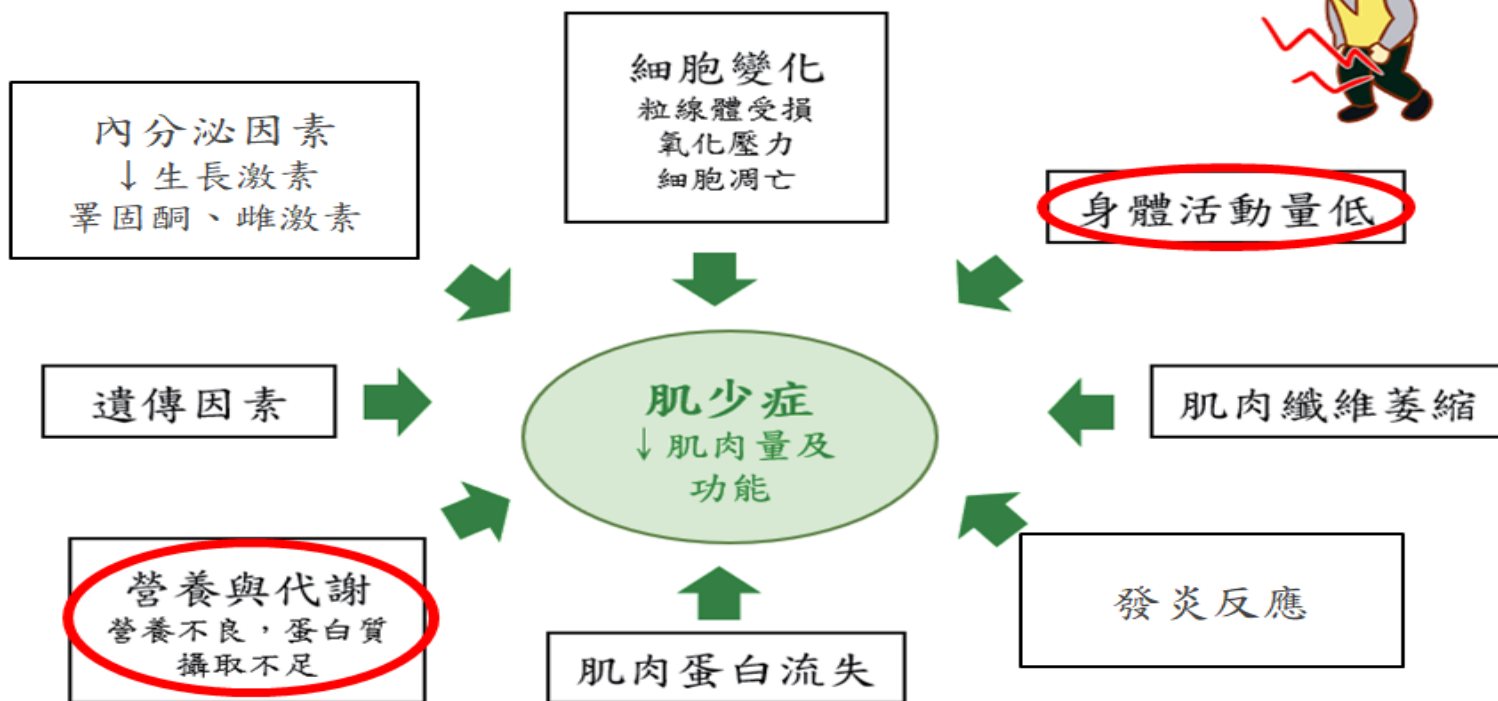 細胞變化
粒線體受損
氧化壓力
細胞凋亡
內分泌因素
↓生長激素
睪固酮、雌激素
身體活動量低
遺傳因素
肌少症
↓肌肉量及
功能
肌肉纖維萎縮
營養與代謝
營養不良，蛋白質
攝取不足
肌肉蛋白流失
發炎反應